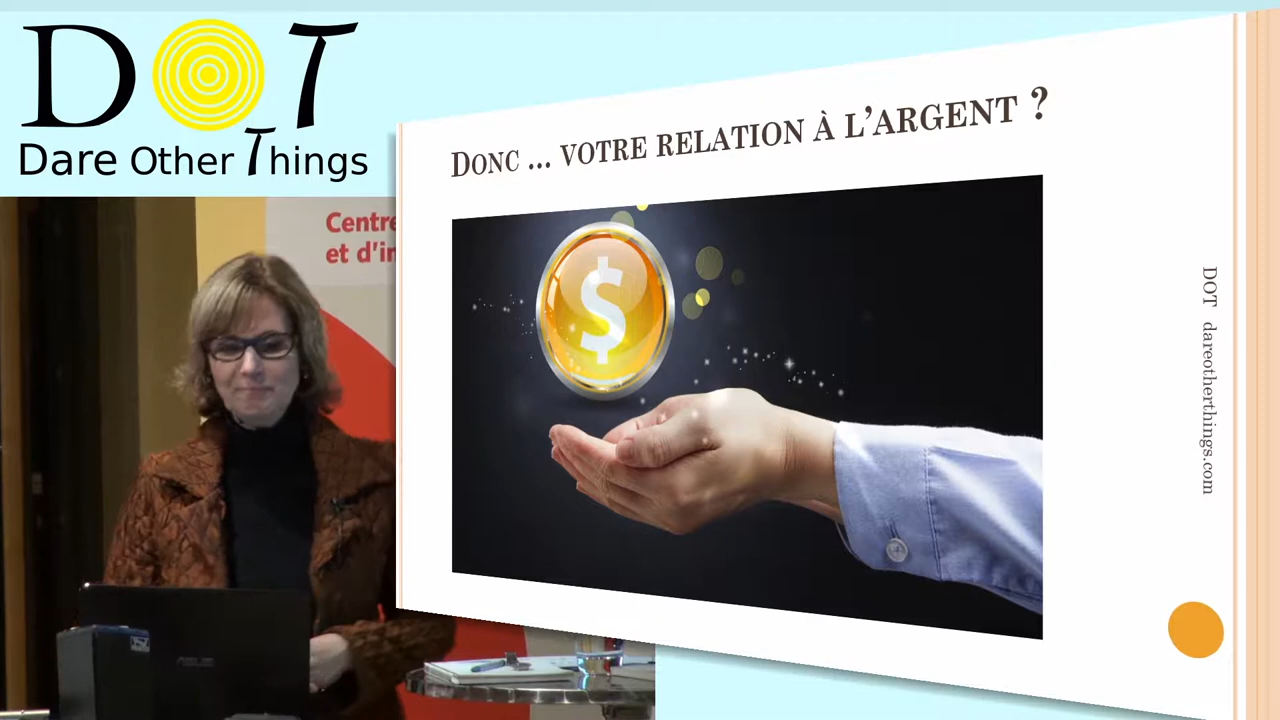 DOT
Dare Other Things
Centre
et d'in
DONC ... VOTRE RELATION À L'ARGENT ?
$
DOT dareotherthings.com